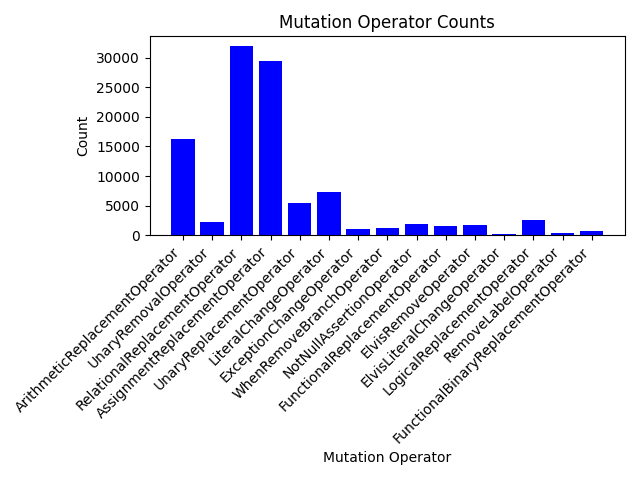 Mutation Operator Counts
30000
25000
20000
15000
10000
5000
0
Count
ArithmeticReplacementOperator
UnaryRemovalOperator
RelationalReplacementOperator
AssignmentReplacementOperator
UnaryReplacementOperator
LiteralChangeOperator
ExceptionChangeOperator
WhenRemoveBranchOperator
NotNullAssertionOperator
FunctionalReplacementOperator
ElvisRemoveOperator
ElvisLiteralChangeOperator
LogicalReplacementOperator
RemoveLabelOperator
FunctionalBinaryReplacementOperator
Mutation Operator